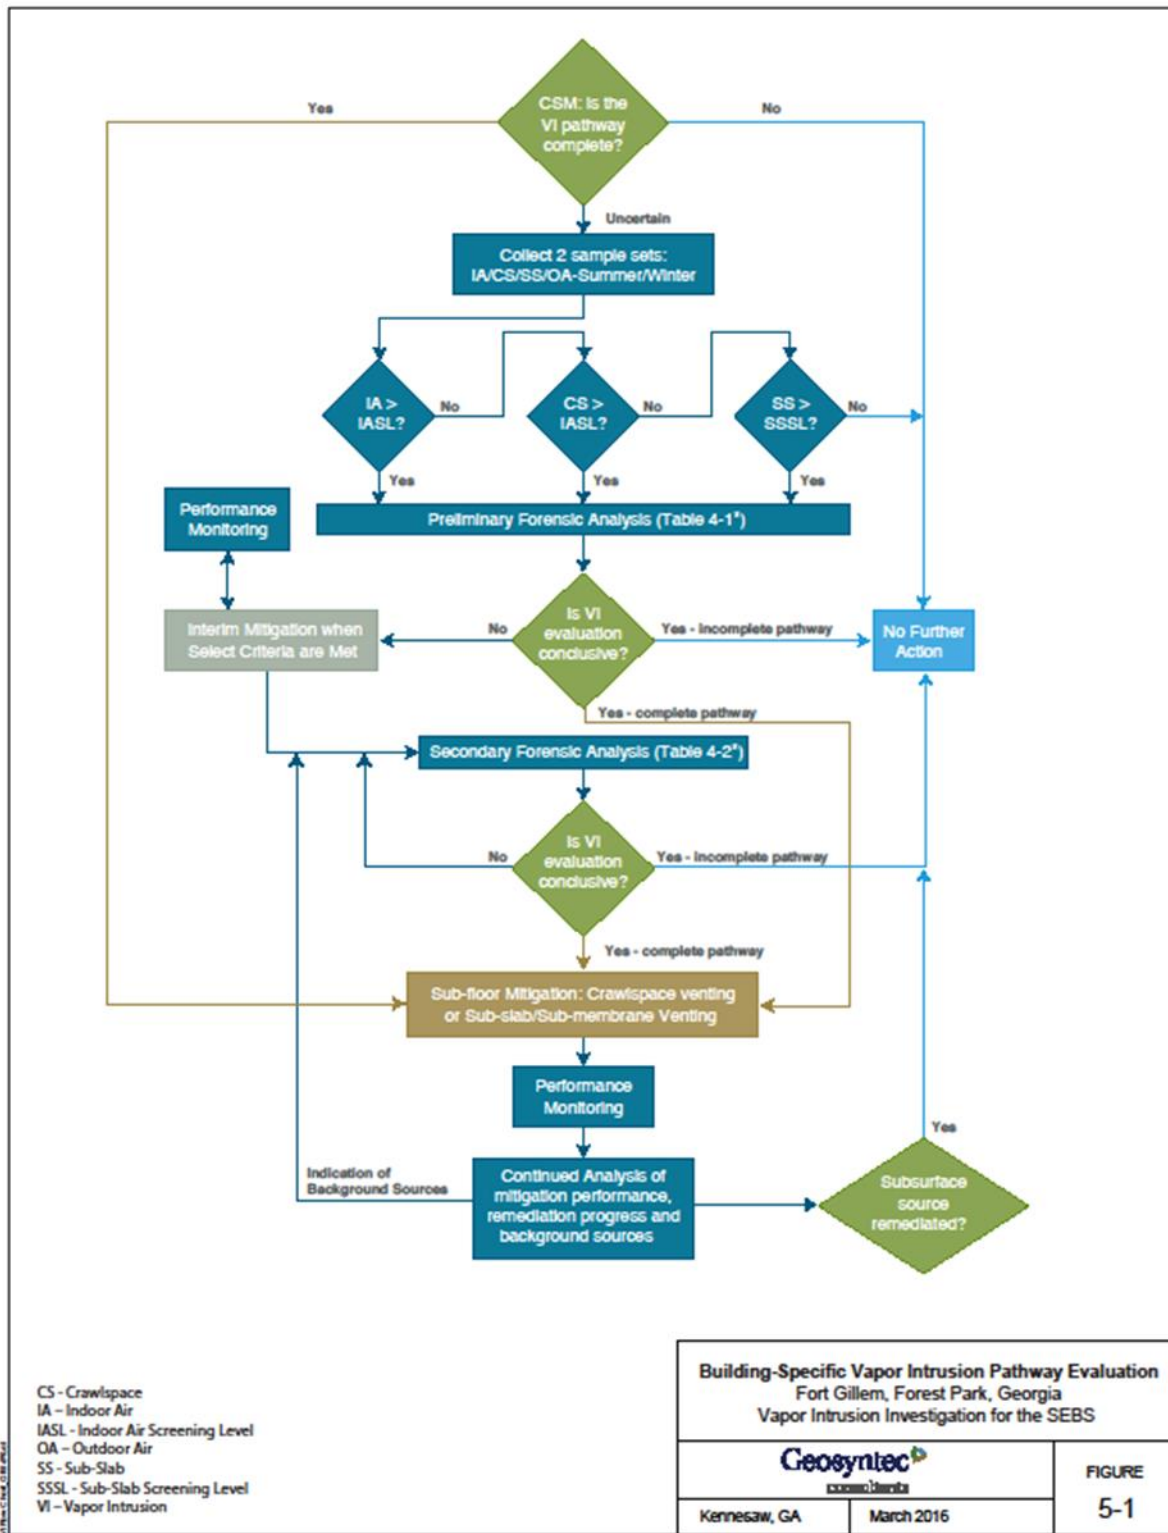 CSM: Is the
VI pathway
complete?
Yes
No
Uncertain
Collect 2 sample sets:
IA/CS/SS/OA-Summer/Winter
IA >
IASL?
No
CS >
IASL?
No
SS >
SSSL?
No
Yes
Yes
Yes
Performance
Monitoring
Preliminary Forensic Analysis (Table 4-1*)
Interim Mitigation when
Select Criteria are Met
No
Is VI
evaluation
conclusive?
Yes - incomplete pathway
No Further
Action
Yes - complete pathway
Secondary Forensic Analysis (Table 4-2*)
No
Is VI
evaluation
conclusive?
Yes - incomplete pathway
Yes - complete pathway
Sub-floor Mitigation: Crawlspace venting
or Sub-slab/Sub-membrane Venting
Performance
Monitoring
Yes
Indication of
Background Sources
Continued Analysis of
mitigation performance,
remediation progress and
background sources
Subsurface
source
remediated?
CS - Crawlspace
IA – Indoor Air
IASL - Indoor Air Screening Level
OA – Outdoor Air
SS - Sub-Slab
SSSL - Sub-Slab Screening Level
VI – Vapor Intrusion
Building-Specific Vapor Intrusion Pathway Evaluation
Fort Gillem, Forest Park, Georgia
Vapor Intrusion Investigation for the SEBS
Geosyntec
consultants
Kennesaw, GA
March 2016
FIGURE
5-1